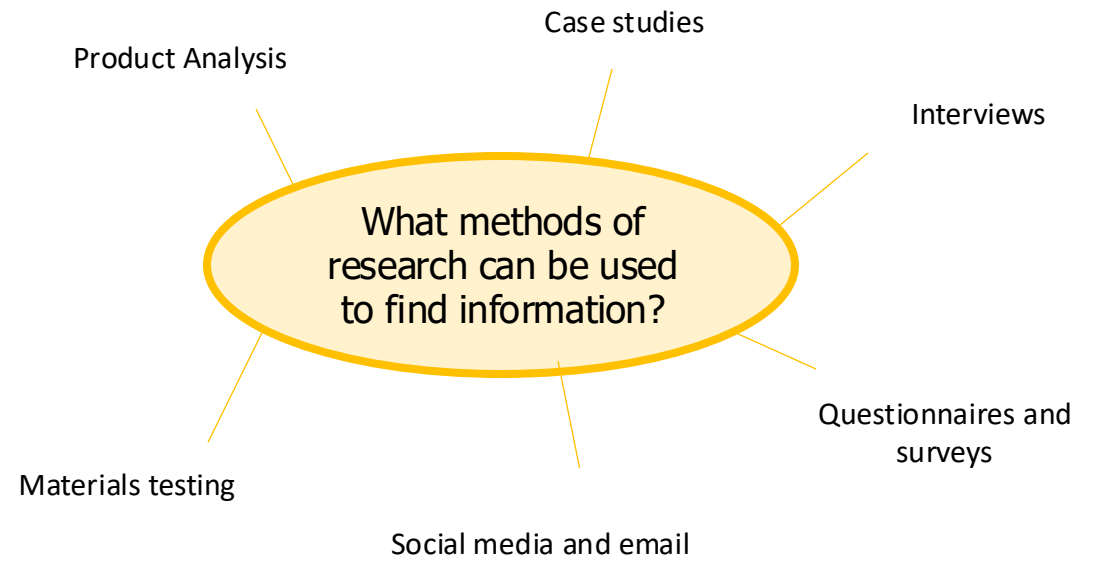 Case studies
Product Analysis
Interviews
What methods of
research can be used
to find information?
Questionnaires and
surveys
Materials testing
Social media and email